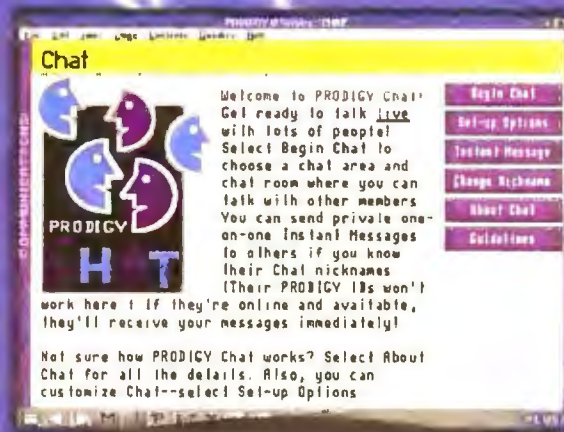 Chat
PRODIGY
H T
Welcome to PRODIGY Chat!
Get ready to talk live
with lots of people!
Select Begin Chat to
choose a chat area and
chat room where you can
talk with other members
You can send private one-
on-one Instant Messages
to others if you know
their Chat nicknames
(Their PRODIGY IDs won't
work here ) If they're online and available,
they'll receive your messages immediately!
Not sure how PRODIGY Chat works? Select About
Chat for all the details. Also, you can
customize Chat--select Set-up Options
Begin Chat
Set-up Options
Instant Message
Change Nickname
About Chat
Guidelines
COMMUNICATIONS